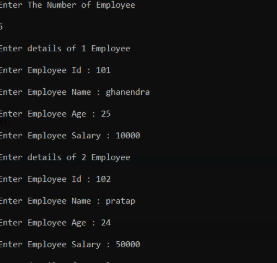 Enter The Number of Employee
5
Enter details of 1 Employee
Enter Employee Id : 101
Enter Employee Name : ghanendra
Enter Employee Age : 25
Enter Employee Salary : 10000
Enter details of 2 Employee
Enter Employee Id : 102
Enter Employee Name : pratap
Enter Employee Age : 24
Enter Employee Salary : 50000